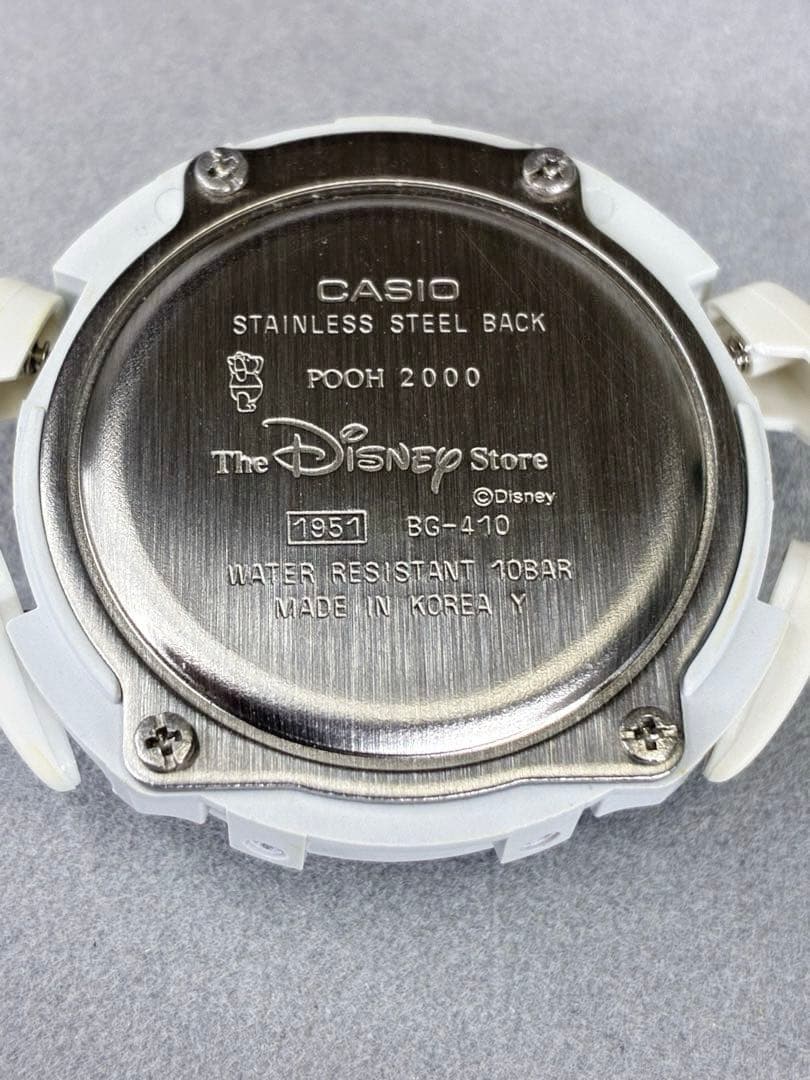 CASIO
STAINLESS STEEL BACK
POOH 2000
The Disney Store
©Disney
1951 BG-410
WATER RESISTANT 10BAR
MADE IN KOREA Y